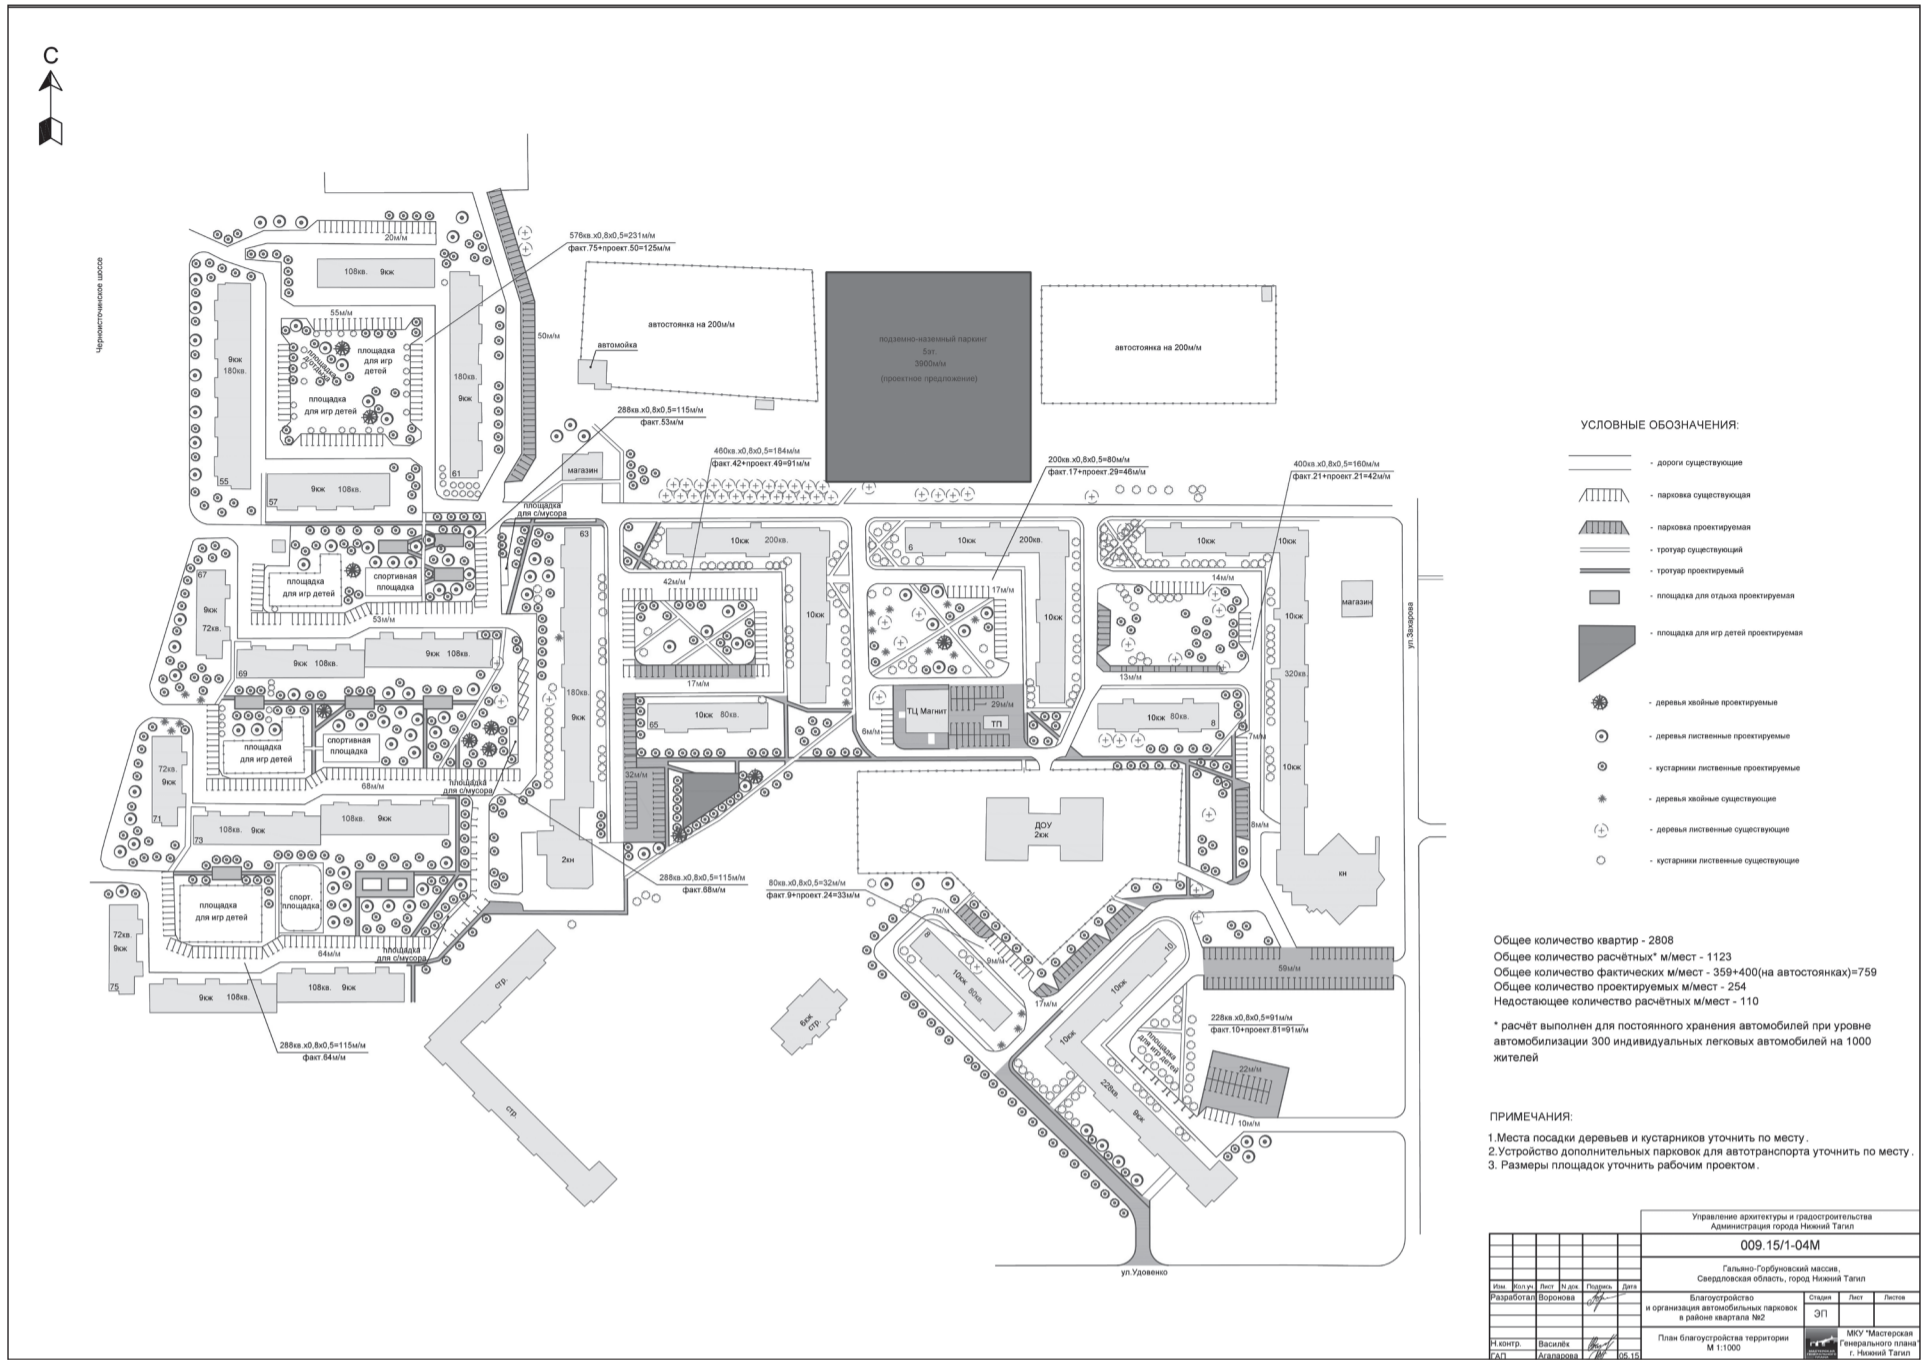 С
Черноисточинское шоссе
20м/м
576кв.х0,8х0,5=231м/м
факт.75+проект.50=125м/м
108кв. 9кж
55м/м
площадка
для игр
детей
площадка
отдыха
площадка
для игр детей
9кж
180кв.
180кв.
9кж
50м/м
автостоянка на 200м/м
автомойка
подземно-наземный паркинг
5эт.
3900м/м
(проектное предложение)
автостоянка на 200м/м
288кв.х0,8х0,5=115м/м
факт.53м/м
460кв.х0,8х0,5=184м/м
факт.42+проект.49=91м/м
200кв.х0,8х0,5=80м/м
факт.17+проект.29=46м/м
400кв.х0,8х0,5=160м/м
факт.21+проект.21=42м/м
61
55
57
9кж 108кв.
магазин
площадка
для с/мусора
63
10кж 200кв.
6
10кж 200кв.
10кж
10кж
67
9кж
72кв.
площадка
для игр детей
спортивная
площадка
53м/м
42м/м
10кж
17м/м
10кж
14м/м
10кж
магазин
ул.Захарова
69
9кж 108кв.
9кж 108кв.
180кв.
9кж
17м/м
13м/м
320кв.
65
10кж 80кв.
ТЦ Магнит
29м/м
ТП
6м/м
10кж 80кв.
8
7м/м
10кж
площадка
для игр детей
спортивная
площадка
площадка
для с/мусора
68м/м
32м/м
72кв.
9кж
71
73
108кв. 9кж
108кв. 9кж
2кн
ДОУ
2кж
8м/м
кн
площадка
для игр детей
спорт.
площадка
64м/м
площадка
для с/мусора
288кв.х0,8х0,5=115м/м
факт.68м/м
80кв.х0,8х0,5=32м/м
факт.9+проект.24=33м/м
7м/м
8
9м/м
10кж
80кв.
17м/м
10
10кж
10кж
59м/м
72кв.
9кж
75
9кж 108кв.
108кв. 9кж
288кв.х0,8х0,5=115м/м
факт.64м/м
стр.
стр.
6кж
стр.
228кв.х0,8х0,5=91м/м
факт.10+проект.81=91м/м
площадка
для игр
детей
22м/м
10м/м
228кв.
9кж
ул.Удовенко
УСЛОВНЫЕ ОБОЗНАЧЕНИЯ:
- дороги существующие
- парковка существующая
- парковка проектируемая
- тротуар существующий
- тротуар проектируемый
- площадка для отдыха проектируемая
- площадка для игр детей проектируемая
- деревья хвойные проектируемые
- деревья лиственные проектируемые
- кустарники лиственные проектируемые
- деревья хвойные существующие
- деревья лиственные существующие
- кустарники лиственные существующие
Общее количество квартир - 2808
Общее количество расчётных* м/мест - 1123
Общее количество фактических м/мест - 359+400(на автостоянках)=759
Общее количество проектируемых м/мест - 254
Недостающее количество расчётных м/мест - 110
* расчёт выполнен для постоянного хранения автомобилей при уровне
автомобилизации 300 индивидуальных легковых автомобилей на 1000
жителей
ПРИМЕЧАНИЯ:
1.Места посадки деревьев и кустарников уточнить по месту.
2.Устройство дополнительных парковок для автотранспорта уточнить по месту.
3. Размеры площадок уточнить рабочим проектом.
Управление архитектуры и градостроительства
Администрация города Нижний Тагил
009.15/1-04М
Гальяно-Горбуновский массив,
Свердловская область, город Нижний Тагил
Изм. Кол.уч. Лист N док. Подпись Дата
Разработал Воронова
Благоустройство
и организация автомобильных парковок
в районе квартала №2
Стадия Лист Листов
ЭП
Н.контр. Василёк
ГАП Агаларова 05.15
План благоустройства территории
М 1:1000
МКУ "Мастерская
Генерального плана"
г. Нижний Тагил